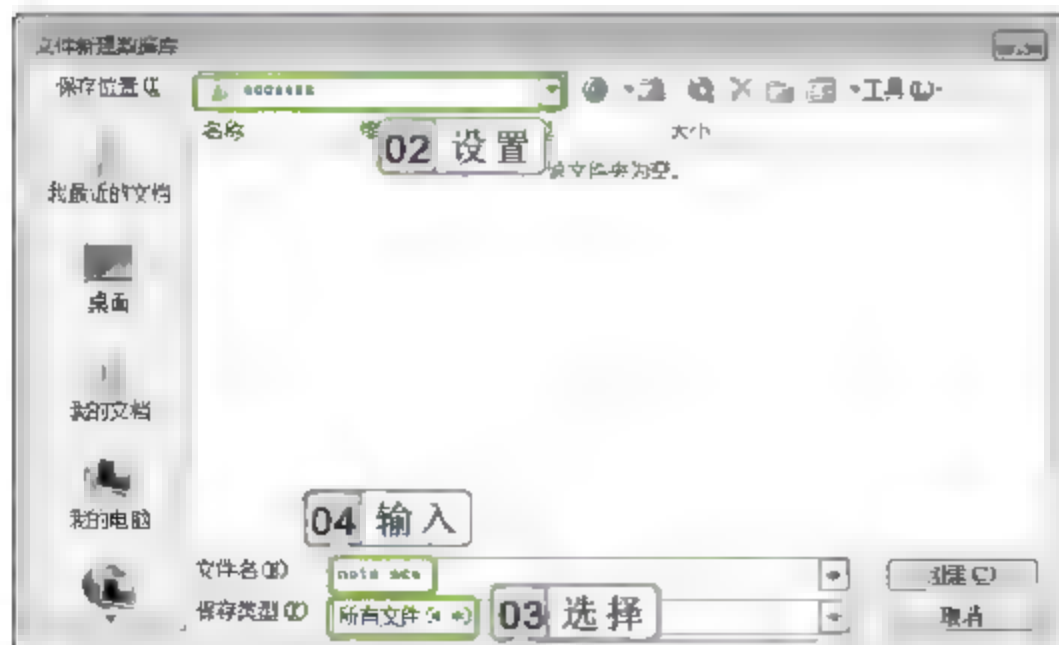 文件新建数据库
保存位置(I)
工具(L)
名称
大小
02 设置
该文件夹为空。
我最近的文档
桌面
我的文档
我的电脑
04 输入
文件名(N)
保存类型(T)
所有文件(*.*)
03 选择
创建(C)
取消